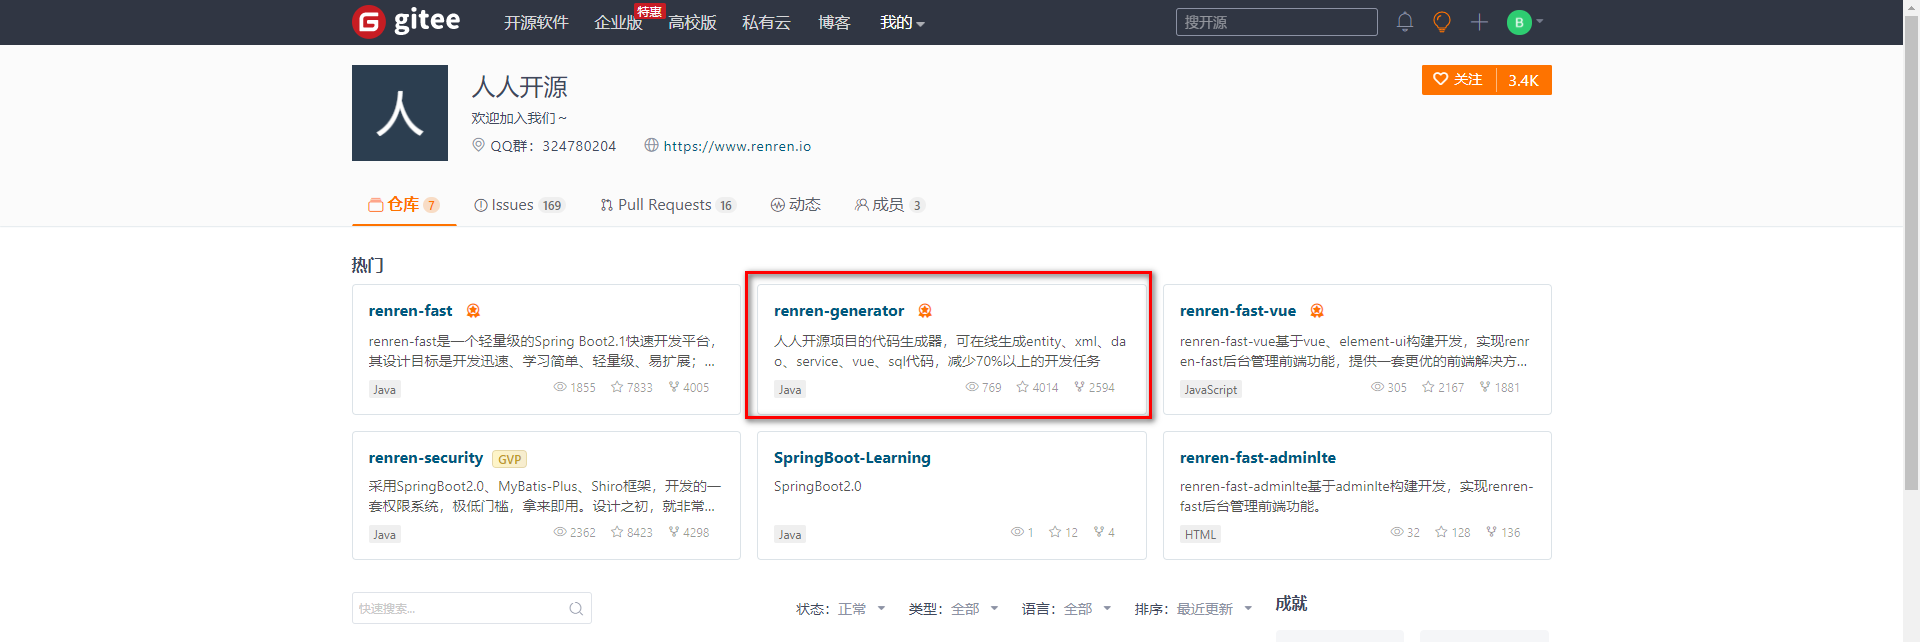 gitee 开源软件 企业版 特惠 高校版 私有云 博客 我的 搜开源 B
人 人人开源 关注 3.4K
欢迎加入我们～
QQ群：324780204 https://www.renren.io
仓库 7 Issues 169 Pull Requests 16 动态 成员 3
热门
renren-fast
renren-fast是一个轻量级的Spring Boot2.1快速开发平台，
其设计目标是开发迅速、学习简单、轻量级、易扩展；...
Java 1855 7833 4005
renren-generator
人人开源项目的代码生成器，可在线生成entity、xml、da
o、service、vue、sql代码，减少70%以上的开发任务
Java 769 4014 2594
renren-fast-vue
renren-fast-vue基于vue、element-ui构建开发，实现renr
en-fast后台管理前端功能，提供一套更优的前端解决方...
JavaScript 305 2167 1881
renren-security GVP
采用SpringBoot2.0、MyBatis-Plus、Shiro框架，开发的一
套权限系统，极低门槛，拿来即用。设计之初，就非常...
Java 2362 8423 4298
SpringBoot-Learning
SpringBoot2.0
Java 1 12 4
renren-fast-adminlte
renren-fast-adminlte基于adminlte构建开发，实现renren-
fast后台管理前端功能。
HTML 32 128 136
快速搜索... 状态：正常 类型：全部 语言：全部 排序：最近更新 成就